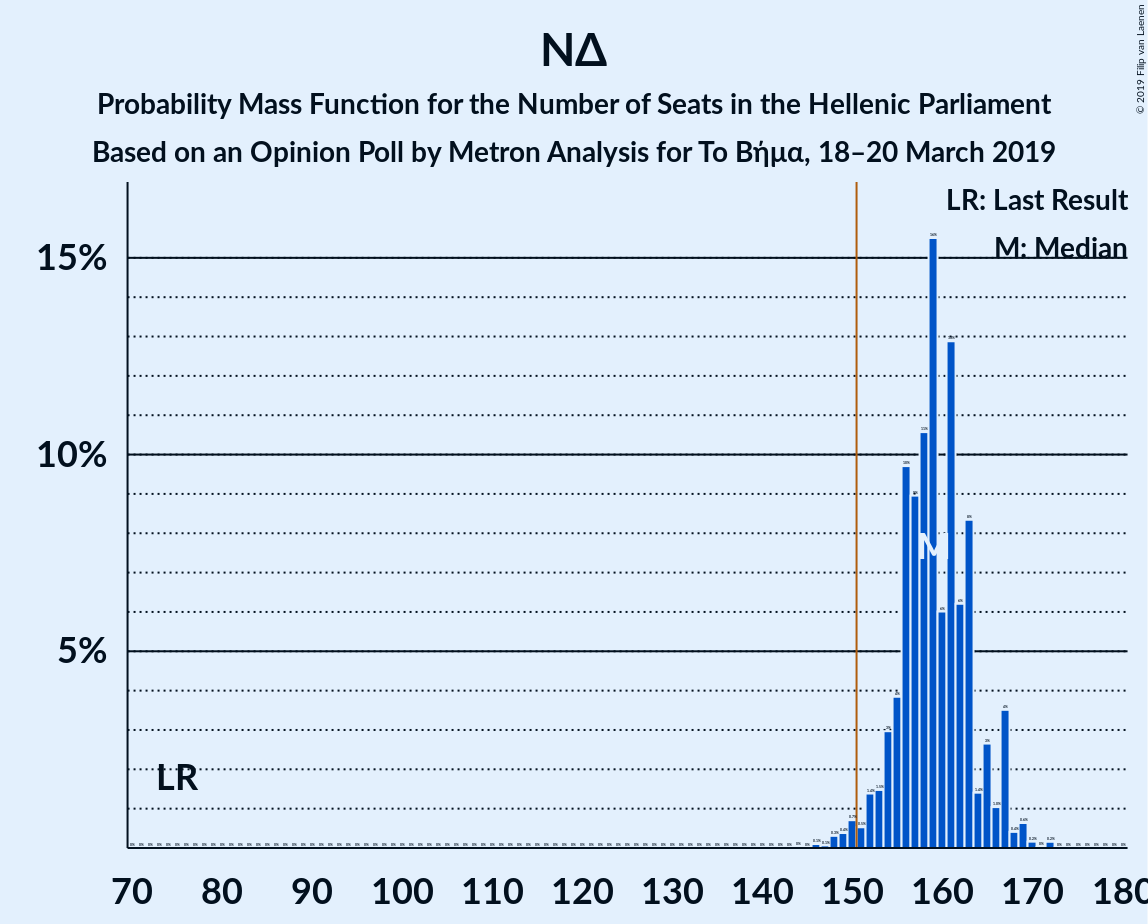 ΝΔ
Probability Mass Function for the Number of Seats in the Hellenic Parliament
Based on an Opinion Poll by Metron Analysis for Το Βήμα, 18–20 March 2019
© 2019 Filip van Laenen
LR: Last Result
M: Median
15%
10%
5%
LR
M
70 80 90 100 110 120 130 140 150 160 170 180